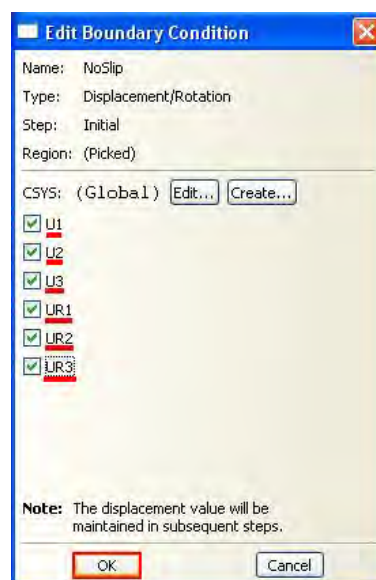 Edit Boundary Condition
Name: NoSlip
Type: Displacement/Rotation
Step: Initial
Region: (Picked)
CSYS: (Global) Edit... Create...
U1
U2
U3
UR1
UR2
UR3
Note: The displacement value will be
maintained in subsequent steps.
OK Cancel